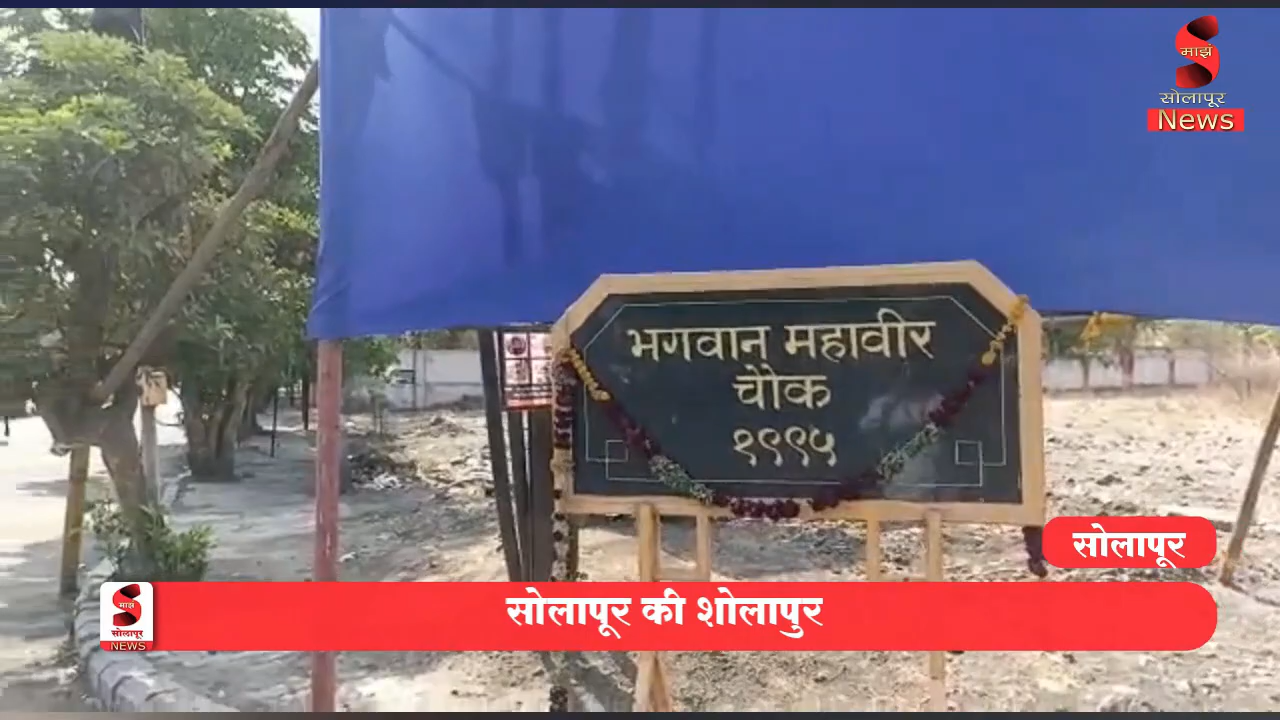 माझं
सोलापूर
News
भगवान महावीर
चौक
१९९५
सोलापूर
सोलापूर की शोलापुर
माझं
सोलापूर
NEWS